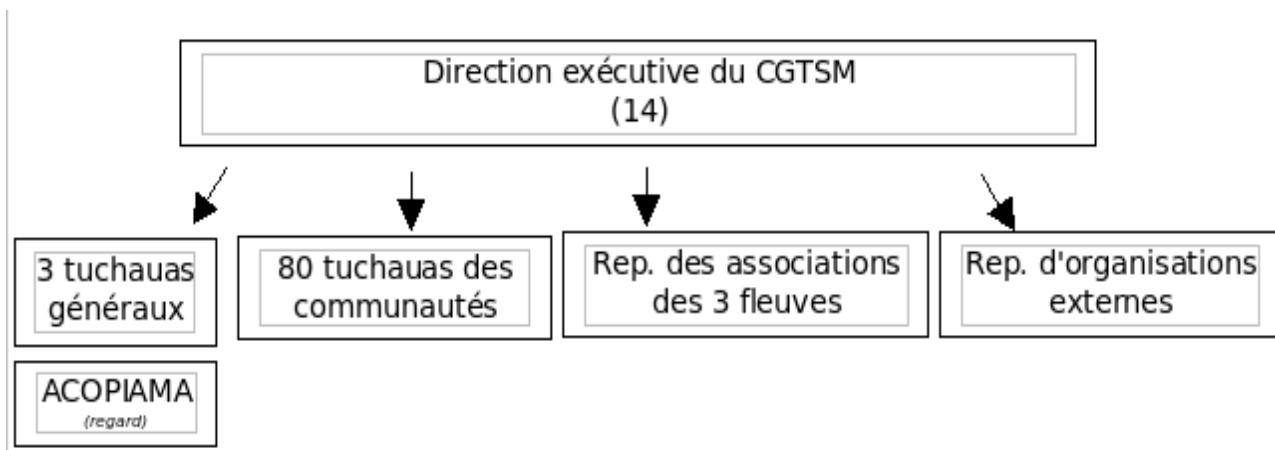 Direction exécutive du CGTSM
(14)
3 tuchauas
généraux
80 tuchauas des
communautés
Rep. des associations
des 3 fleuves
Rep. d'organisations
externes
ACOPIAMA
(regard)